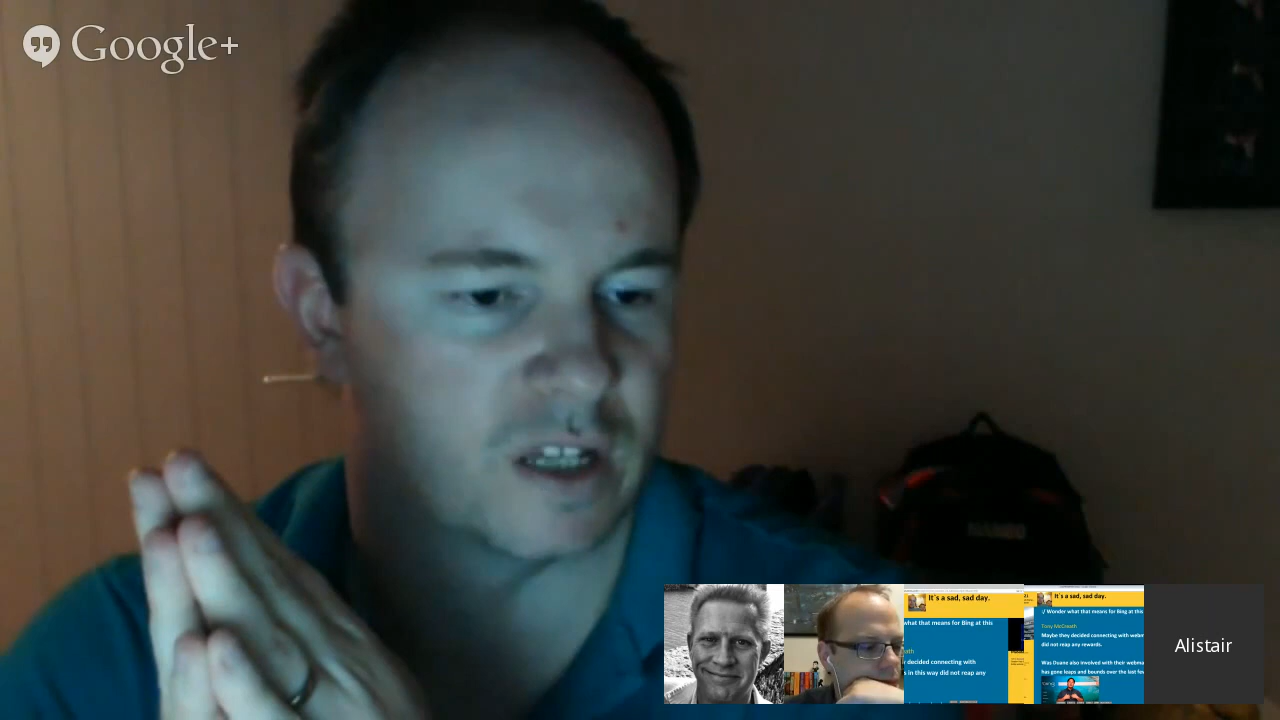 Google+
It's a sad, sad day.
what that means for Bing at this
decided connecting with
s in this way did not reap any
It's a sad, sad day.
:/ Wonder what that means for Bing at this
Tony McCreath
Maybe they decided connecting with webm
did not reap any rewards.
Was Duane also involved with their webma
has gone leaps and bounds over the last fev
Alistair